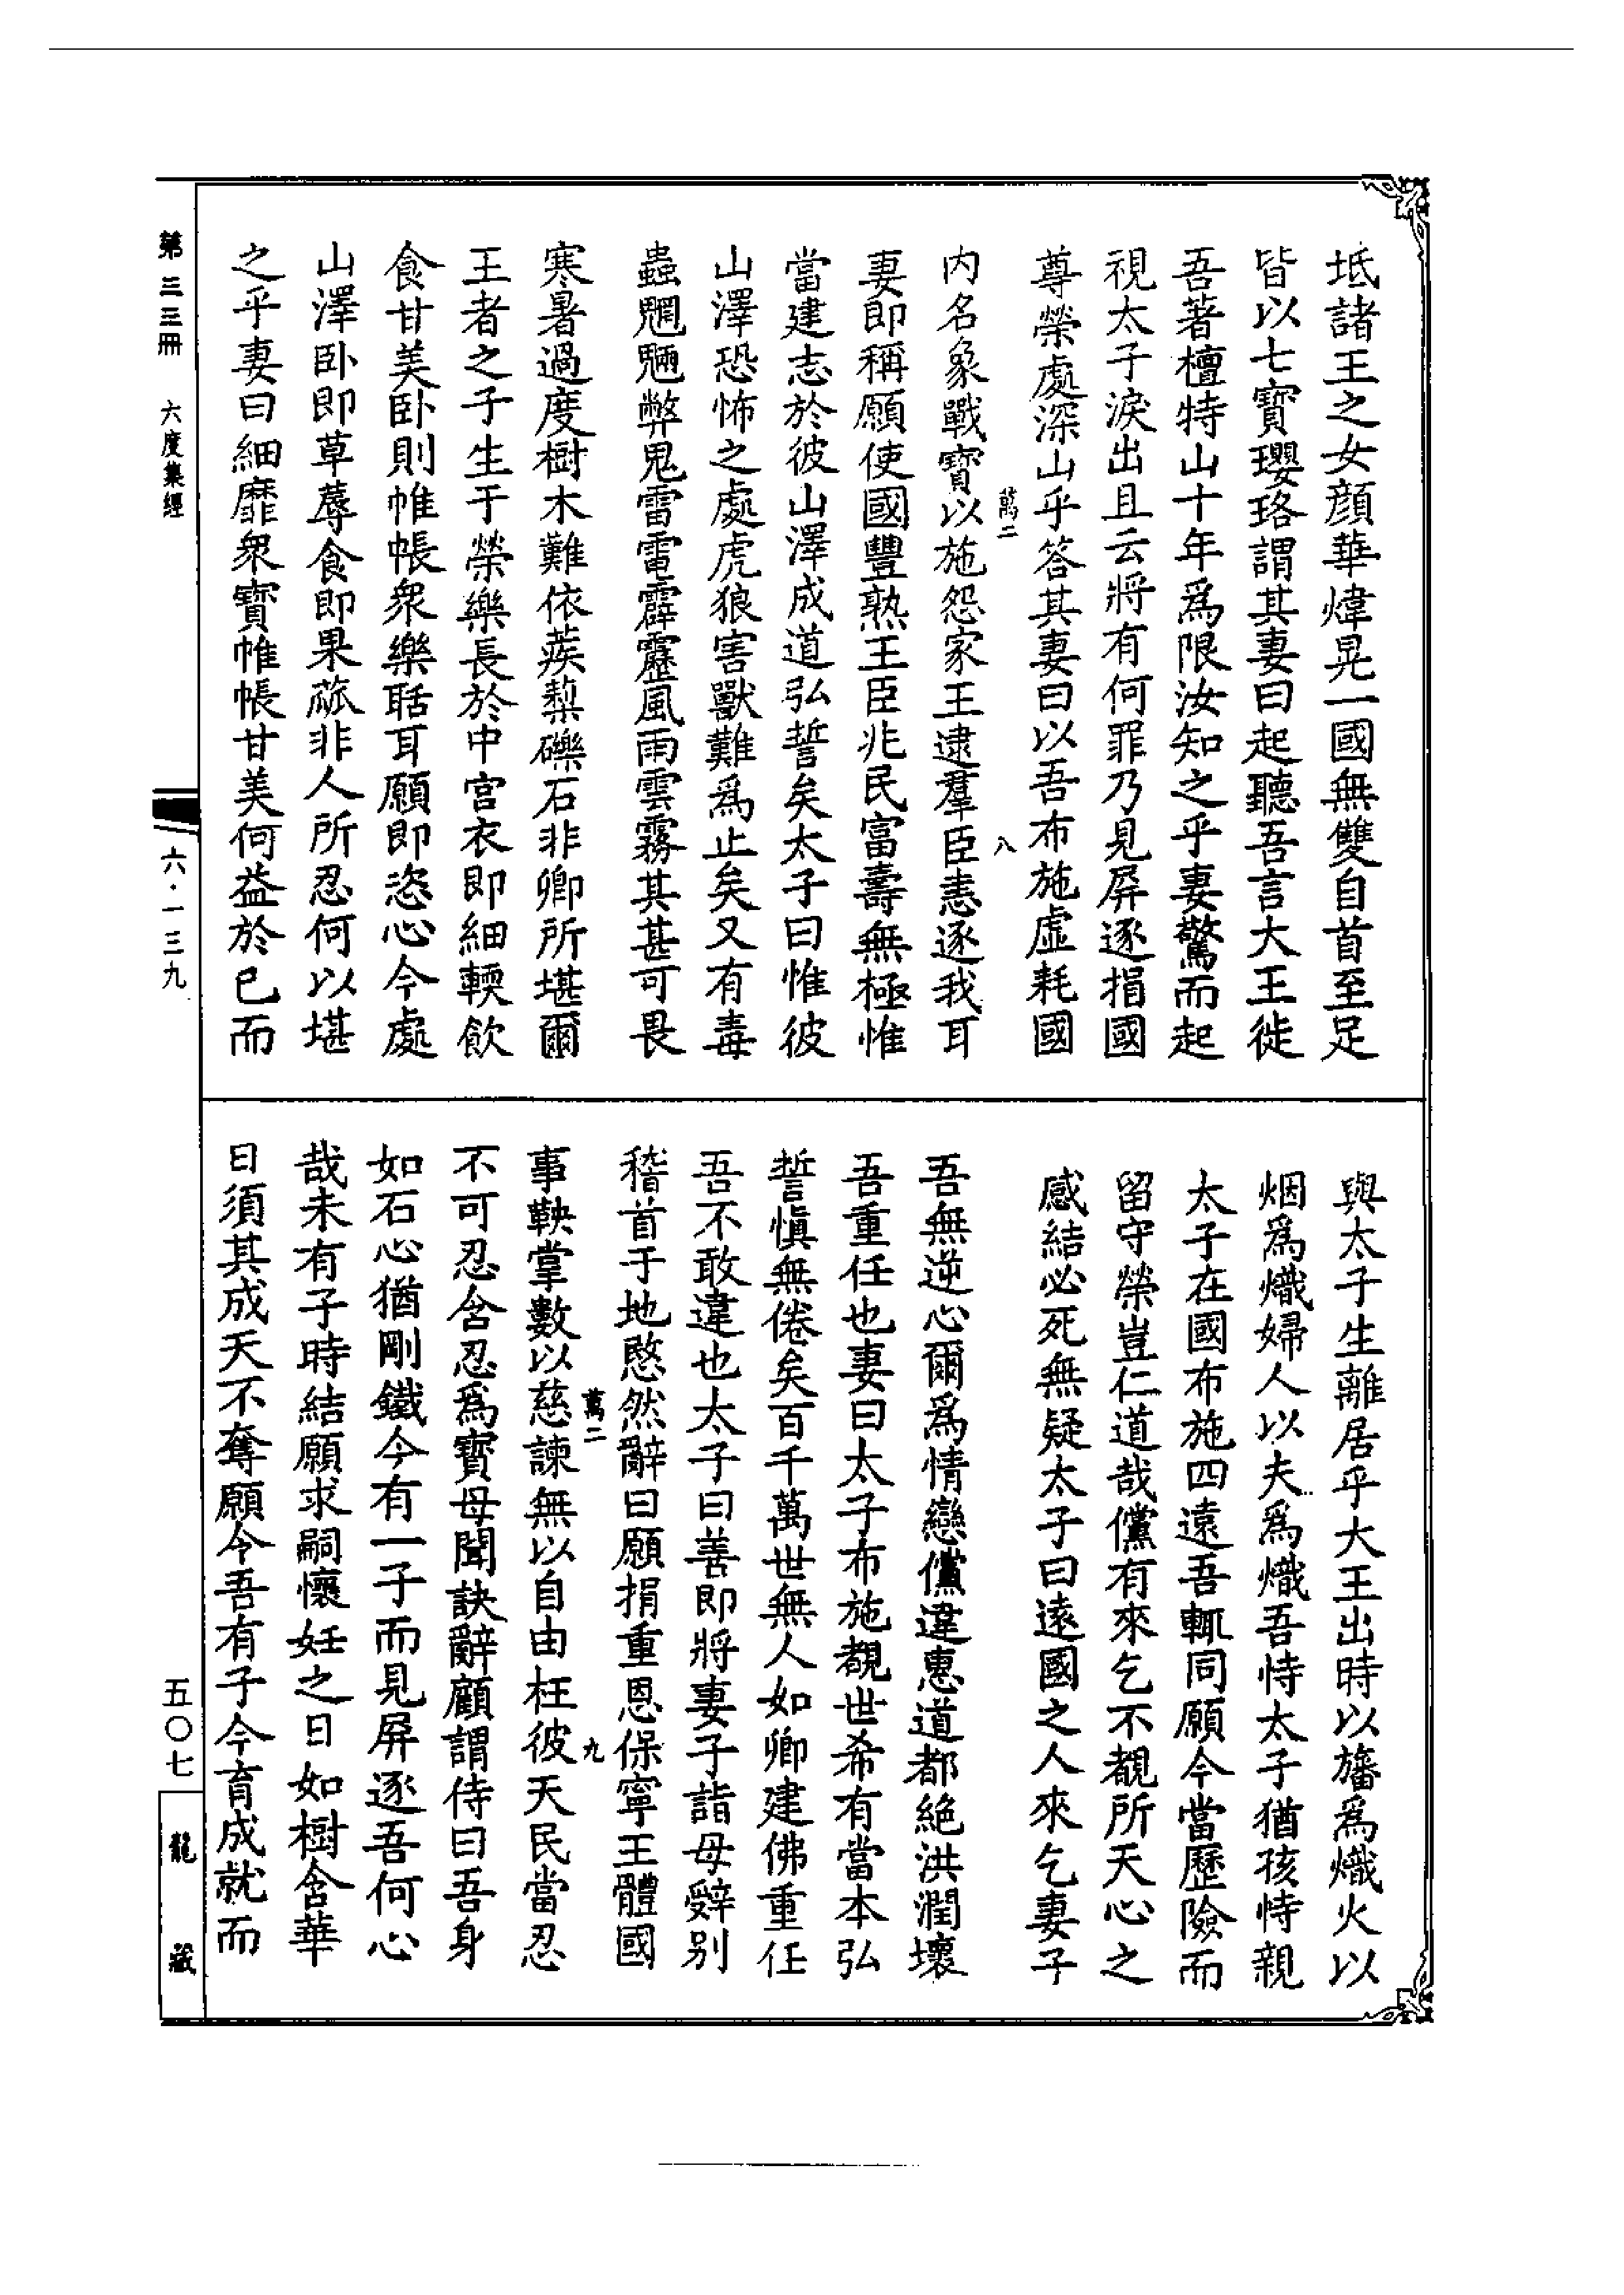 坻諸王之女顔華煒晃一國無雙自首至足
皆以七寶瓔珞謂其妻曰起聽吾言大王徙
吾著檀特山十年爲限汝知之乎妻驚而起
視太子淚出且云將有何罪乃見屏逐捐國
尊榮處深山乎答其妻曰以吾布施虛耗國
萬二 八
内名象戰寶以施怨家王逮羣臣恚逐我耳
妻即稱願使國豐熟王臣兆民富壽無極惟
當建志於彼山澤成道弘誓矣太子曰惟彼
山澤恐怖之處虎狼害獸難爲止矣又有毒
蟲魍魎弊鬼雷電霹靂風雨雲霧其甚可畏
寒暑過度樹木難依蒺蔾礫石非卿所堪爾
王者之子生于榮樂長於中宫衣即細輭飲
食甘美卧則帷帳衆樂聒耳願即恣心今處
山澤卧即草蓐食即果蓏非人所忍何以堪
之乎妻曰細靡衆寶帷帳甘美何益於已而
與太子生離居乎大王出時以旛爲熾火以
烟爲熾婦人以夫爲熾吾恃太子猶孩恃親
太子在國布施四遠吾輒同願今當歷險而
留守榮豈仁道哉儻有來乞不覩所天心之
感結必死無疑太子曰遠國之人來乞妻子
吾無逆心爾爲情戀儻違惠道都絶洪潤壞
吾重任也妻曰太子布施覩世希有當本弘
誓慎無倦矣百千萬世無人如卿建佛重任
吾不敢違也太子曰善即將妻子詣母辤别
稽首于地愍然辭曰願捐重恩保寧王體國
萬二 九
事鞅掌數以慈諫無以自由枉彼天民當忍
不可忍含忍爲寶母聞訣辭顧謂侍曰吾身
如石心猶剛鐵今有一子而見屏逐吾何心
哉未有子時結願求嗣懷妊之日如樹含華
日須其成天不奪願令吾有子今育成就而
第三三冊 六度集經
六·一三九
五〇七
龍藏